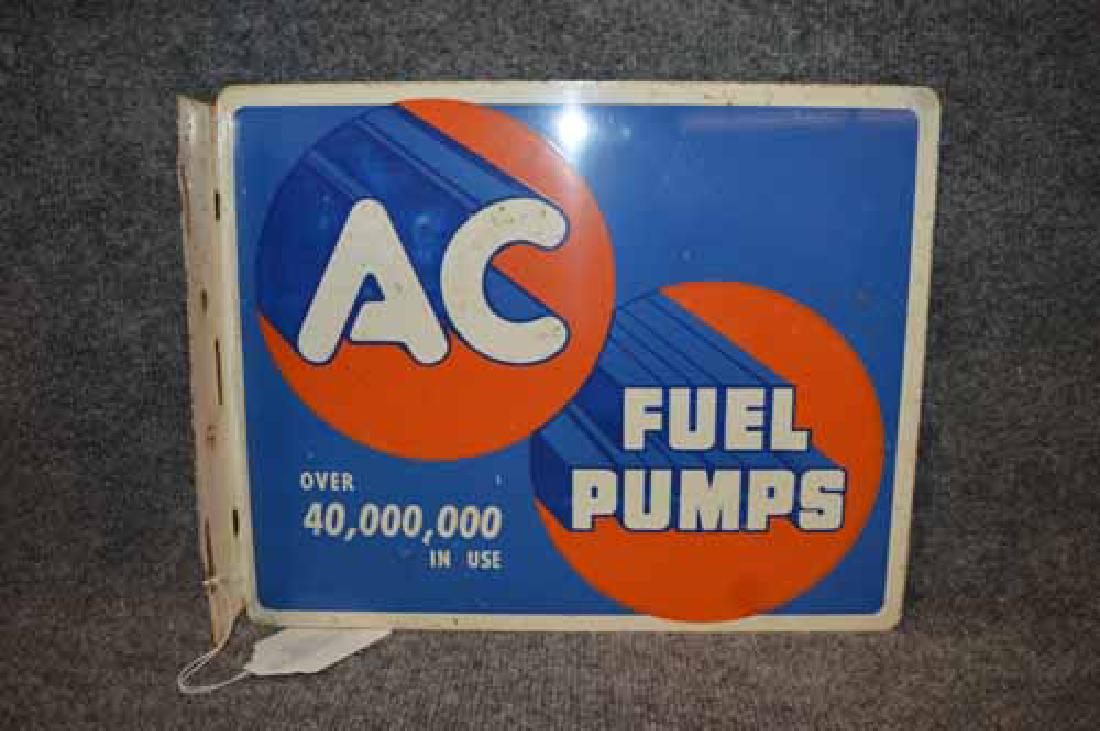 AC
FUEL
PUMPS
OVER
40,000,000
IN USE